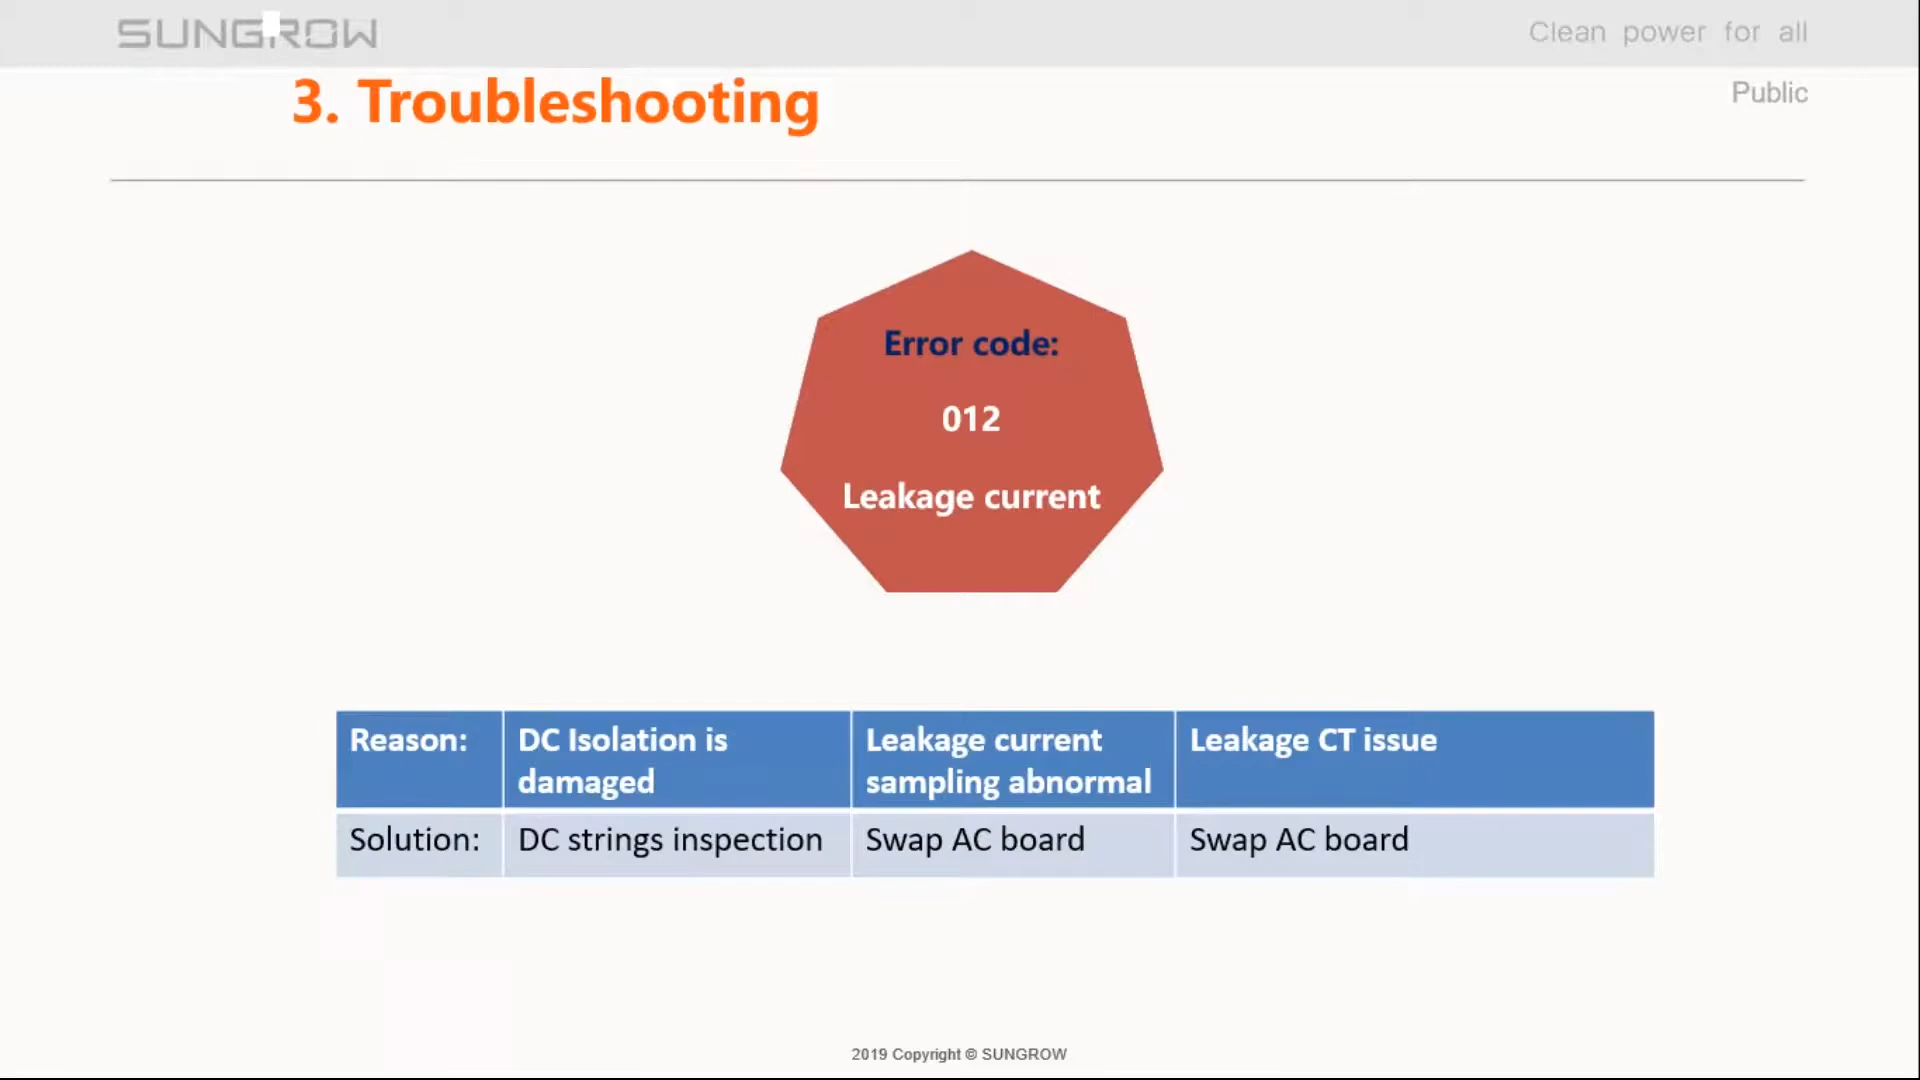 SUNGROW
Clean power for all
3. Troubleshooting
Public
Error code:
012
Leakage current
Reason:
DC Isolation is
damaged
Leakage current
sampling abnormal
Leakage CT issue
Solution:
DC strings inspection
Swap AC board
Swap AC board
2019 Copyright © SUNGROW